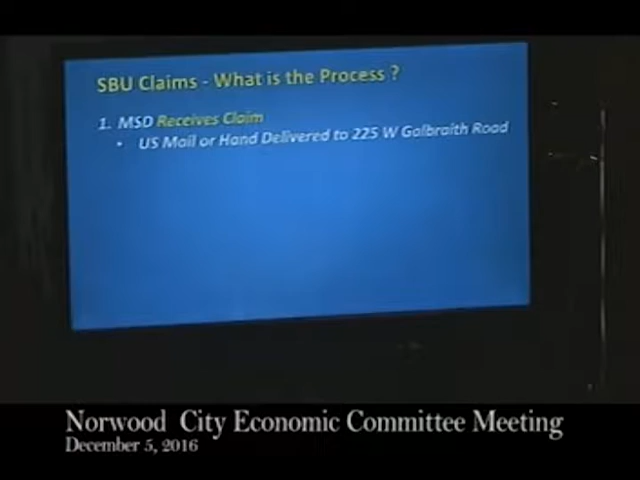 SBU Claims - What is the Process ?
1. MSD Receives Claim
• US Mail or Hand Delivered to 225 W Galbraith Road
Norwood City Economic Committee Meeting
December 5, 2016